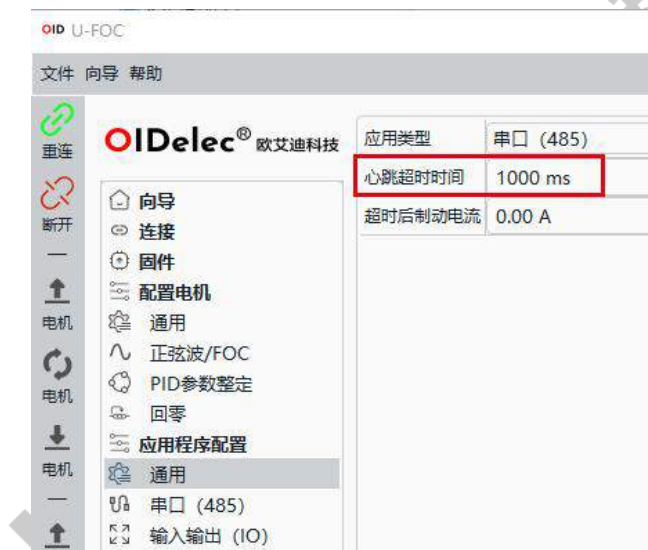 OID U-FOC
文件 向导 帮助
重连
断开
电机
电机
电机
OIDelec® 欧艾迪科技
向导
连接
固件
配置电机
通用
正弦波/FOC
PID参数整定
回零
应用程序配置
通用
串口（485）
输入输出（IO）
应用类型 串口（485）
心跳超时时间 1000 ms
超时后制动电流 0.00 A